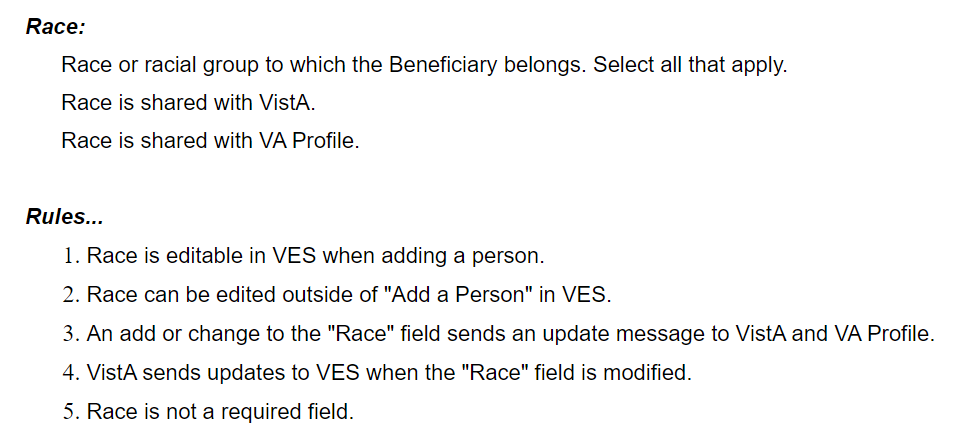 Race:
Race or racial group to which the Beneficiary belongs. Select all that apply.
Race is shared with VistA.
Race is shared with VA Profile.
Rules...
1. Race is editable in VES when adding a person.
2. Race can be edited outside of "Add a Person" in VES.
3. An add or change to the "Race" field sends an update message to VistA and VA Profile.
4. VistA sends updates to VES when the "Race" field is modified.
5. Race is not a required field.